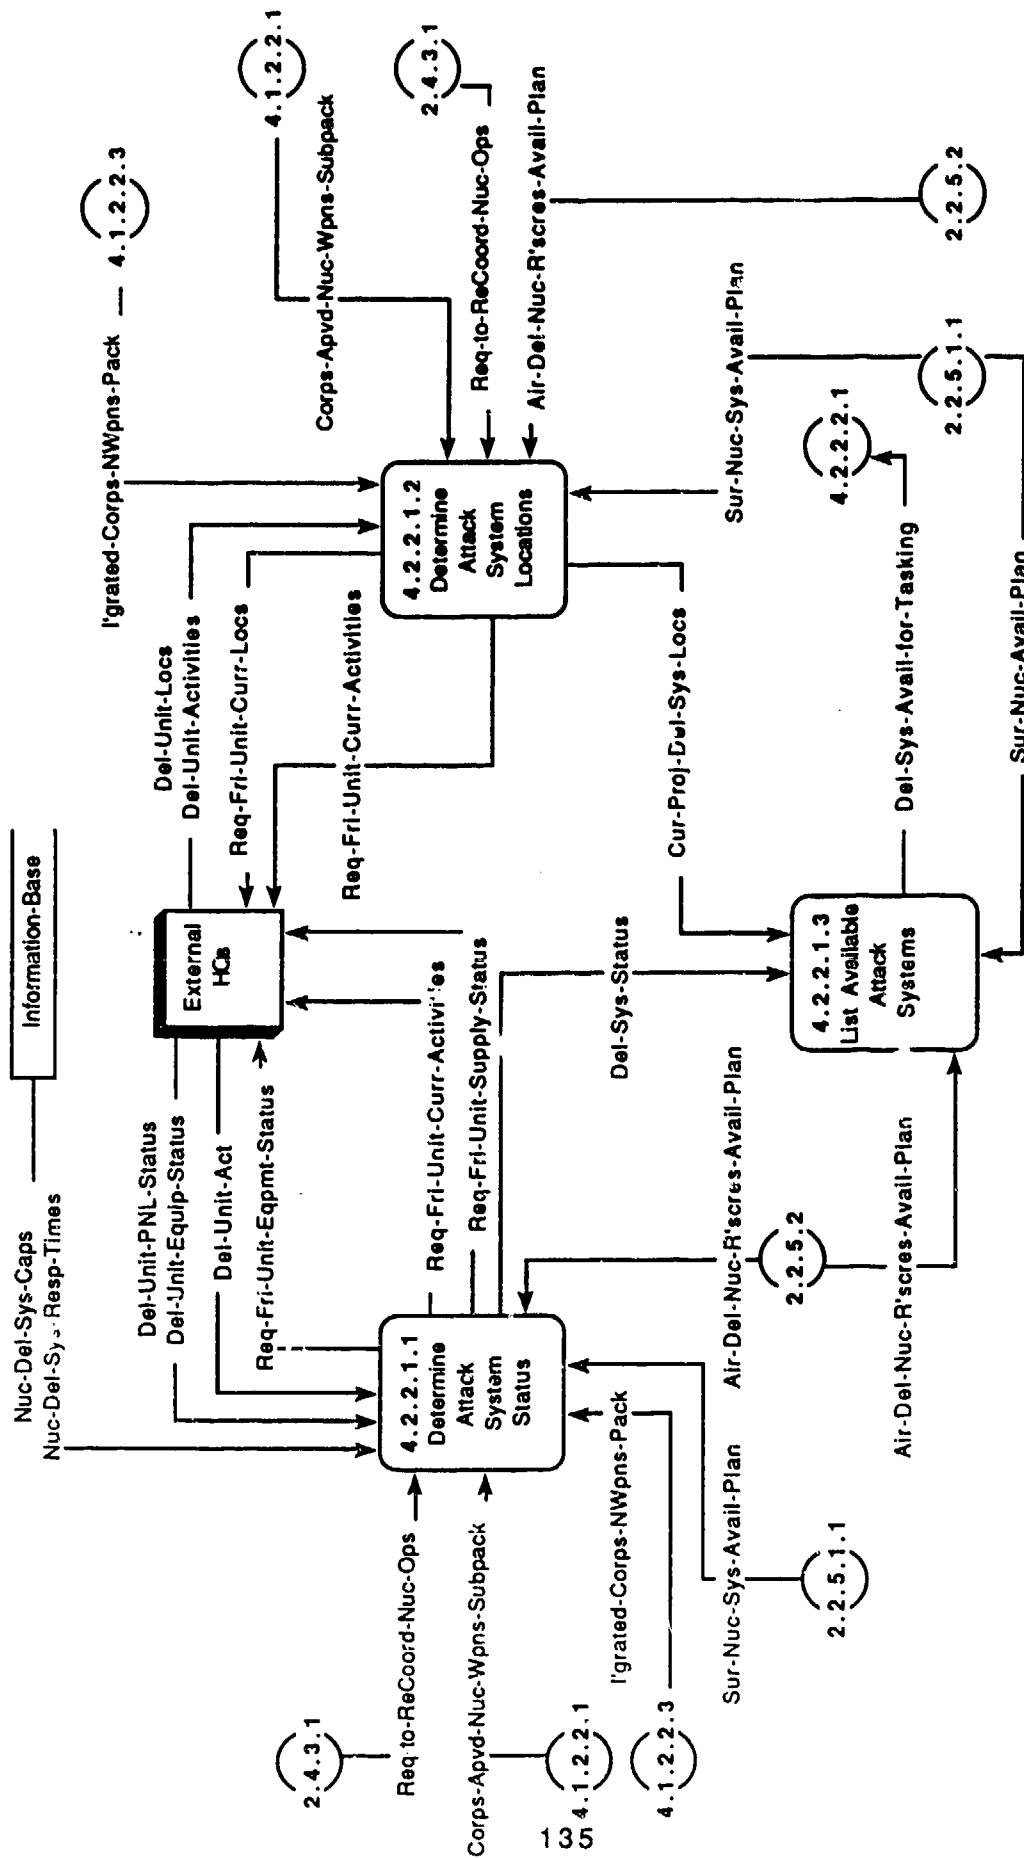 Information-Base
Nuc-Del-Sys-Caps
Nuc-Del-Sys-Resp-Times
Del-Unit-PNL-Status
Del-Unit-Equip-Status
Del-Unit-Act
Req-Fri-Unit-Eqpmt-Status
External
HQs
Del-Unit-Locs
Del-Unit-Activities
Req-Fri-Unit-Curr-Locs
Req-Fri-Unit-Curr-Activities
I'grated-Corps-NWpns-Pack
4.1.2.2.3
4.1.2.2.1
Corps-Apvd-Nuc-Wpns-Subpack
2.4.3.1
Req-to-ReCoord-Nuc-Ops
Air-Del-Nuc-R'scres-Avail-Plan
2.2.5.2
2.4.3.1
Req-to-ReCoord-Nuc-Ops
Corps-Apvd-Nuc-Wpns-Subpack
4.1.2.2.1
4.2.2.1.1
Determine
Attack
System
Status
Req-Fri-Unit-Curr-Activities
Req-Fri-Unit-Supply-Status
4.2.2.1.2
Determine
Attack
System
Locations
I'grated-Corps-NWpns-Pack
4.1.2.2.3
Del-Sys-Status
Cur-Proj-Del-Sys-Locs
Sur-Nuc-Sys-Avail-Plan
2.2.5.1.1
Sur-Nuc-Sys-Avail-Plan
2.2.5.1.1
Air-Del-Nuc-R'scres-Avail-Plan
2.2.5.2
Air-Del-Nuc-R'scres-Avail-Plan
4.2.2.1.3
List Available
Attack
Systems
4.2.2.2.1
Del-Sys-Avail-for-Tasking
Sur-Nuc-Avail-Plan
135